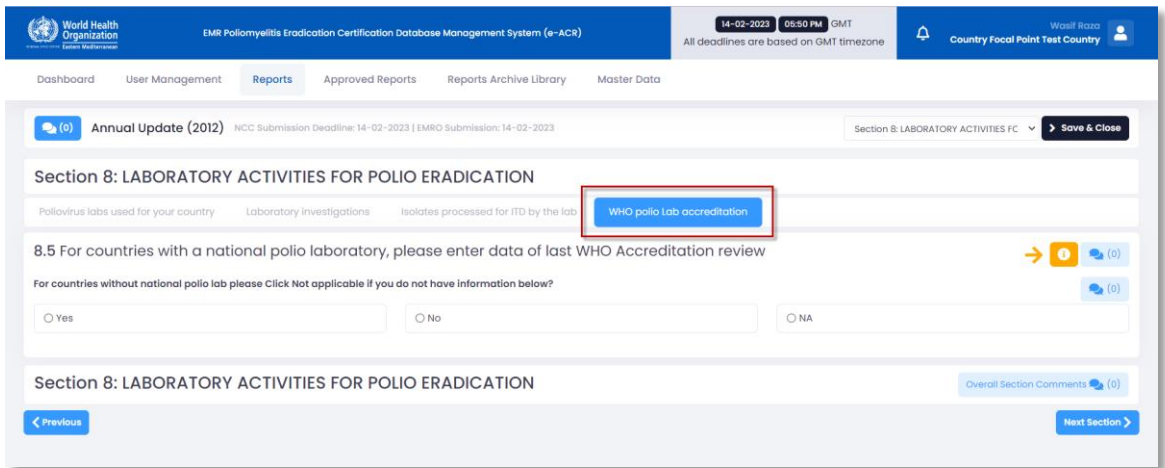 World Health
Organization
Eastern Mediterranean
EMR Poliomyelitis Eradication Certification Database Management System (e-ACR)
14-02-2023 05:50 PM GMT
All deadlines are based on GMT timezone
Wasif Raza
Country Focal Point Test Country
Dashboard User Management Reports Approved Reports Reports Archive Library Master Data
(0) Annual Update (2012) NCC Submission Deadline: 14-02-2023 | EMRO Submission: 14-02-2023
Section 8: LABORATORY ACTIVITIES FC Save & Close
Section 8: LABORATORY ACTIVITIES FOR POLIO ERADICATION
Poliovirus labs used for your country Laboratory investigations Isolates processed for ITD by the lab WHO polio Lab accreditation
8.5 For countries with a national polio laboratory, please enter data of last WHO Accreditation review
(0)
For countries without national polio lab please Click Not applicable if you do not have information below?
(0)
Yes No NA
Section 8: LABORATORY ACTIVITIES FOR POLIO ERADICATION
Overall Section Comments (0)
Previous Next Section